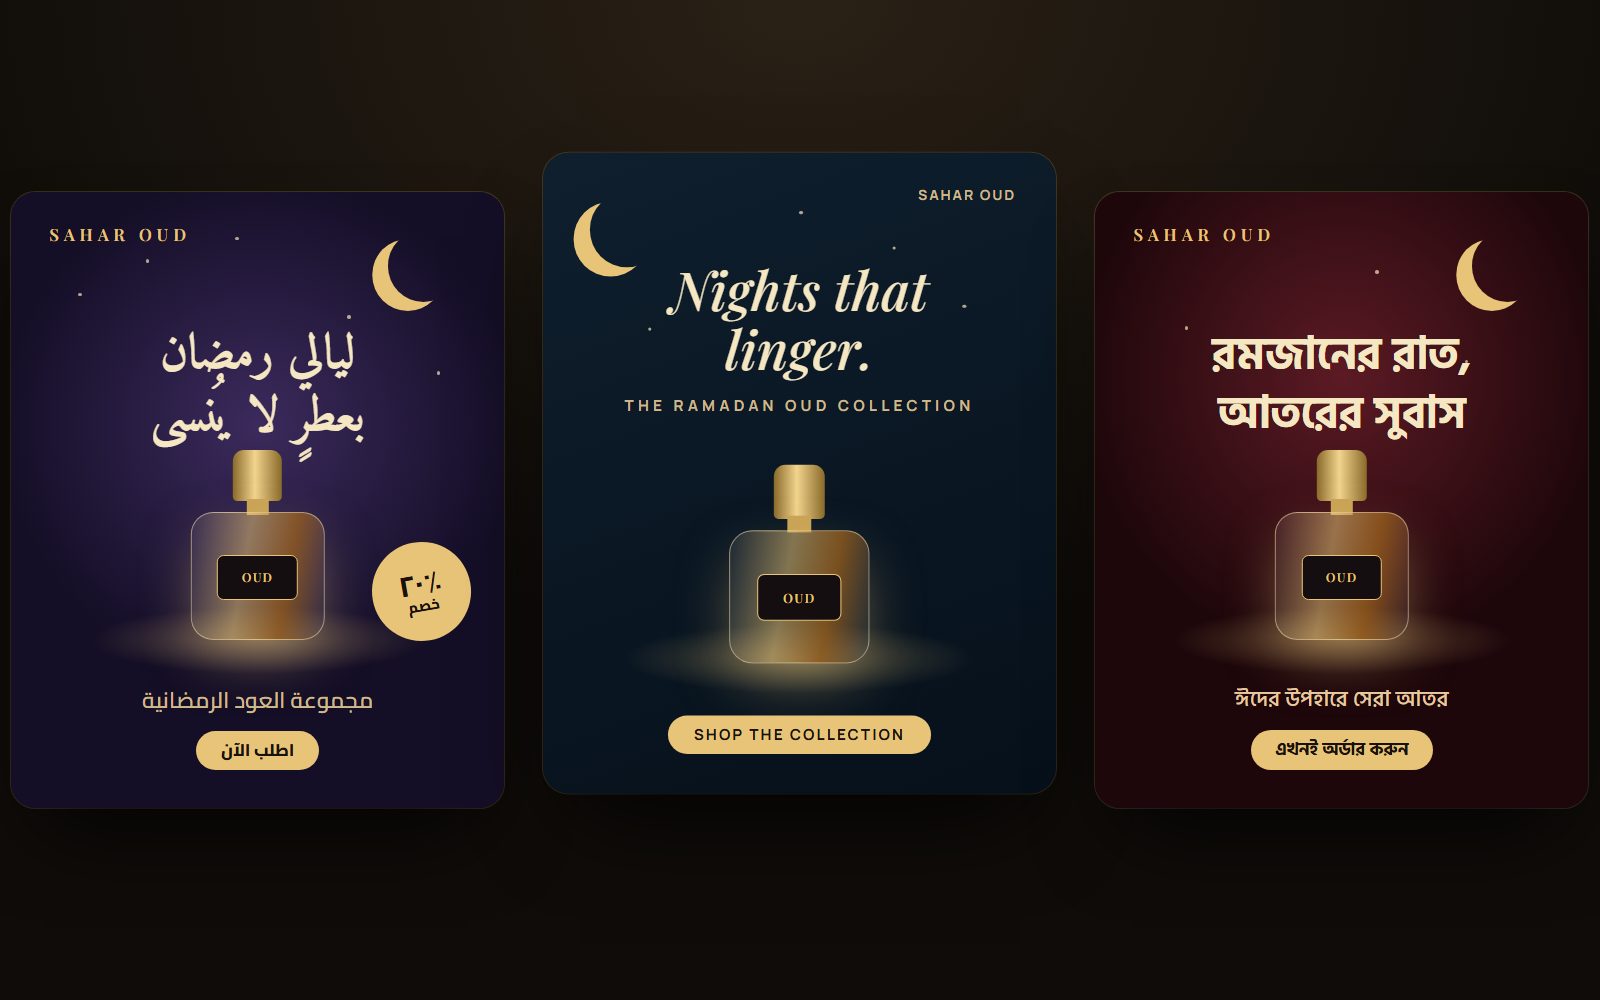 SAHAR OUD
ليالي رمضان
بعطرٍ لا يُنسى
OUD
٢٠٪
خصم
مجموعة العود الرمضانية
اطلب الآن
SAHAR OUD
Nights that
linger.
THE RAMADAN OUD COLLECTION
OUD
SHOP THE COLLECTION
SAHAR OUD
রমজানের রাত,
আতরের সুবাস
OUD
ঈদের উপহারে সেরা আতর
এখনই অর্ডার করুন